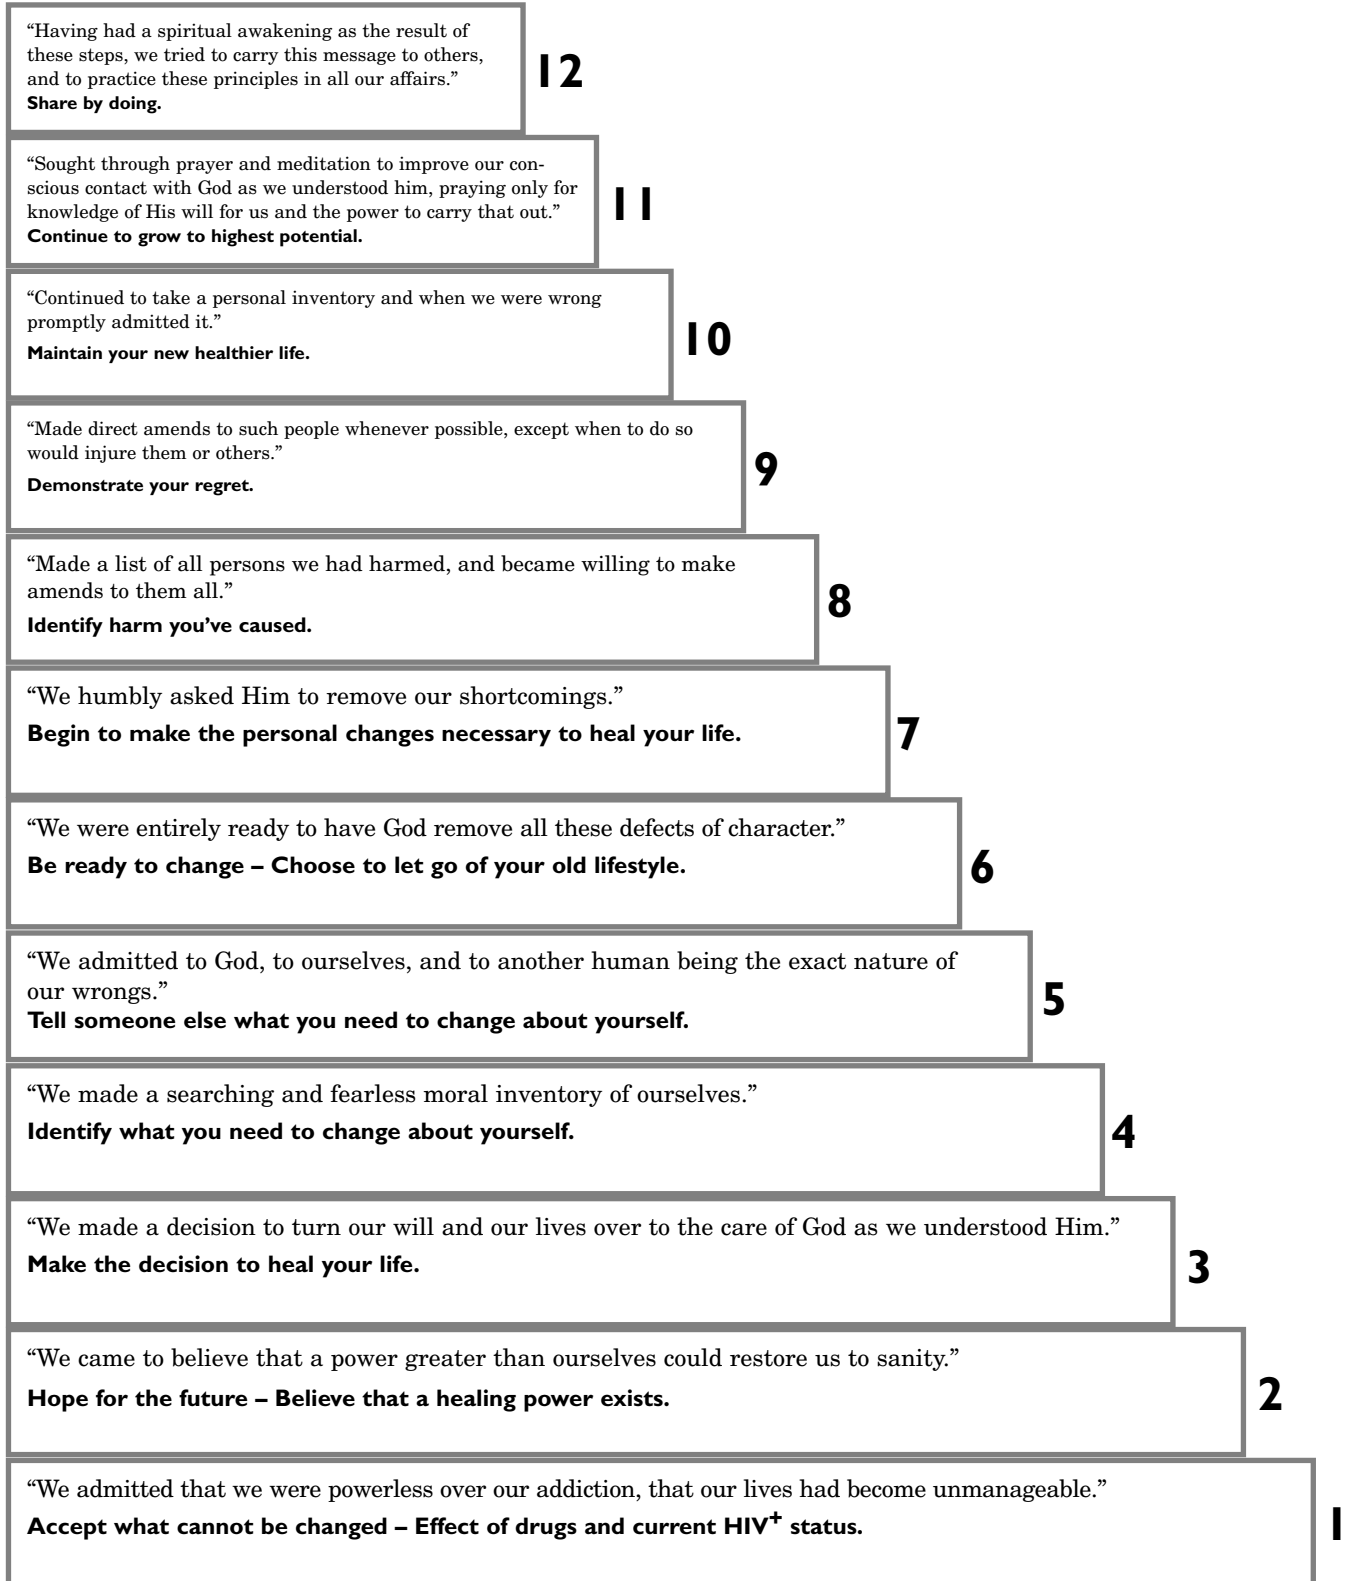 “Having had a spiritual awakening as the result of
these steps, we tried to carry this message to others,
and to practice these principles in all our affairs.”
Share by doing.
12
“Sought through prayer and meditation to improve our con-
scious contact with God as we understood him, praying only for
knowledge of His will for us and the power to carry that out.”
Continue to grow to highest potential.
11
“Continued to take a personal inventory and when we were wrong
promptly admitted it.”
Maintain your new healthier life.
10
“Made direct amends to such people whenever possible, except when to do so
would injure them or others.”
Demonstrate your regret.
9
“Made a list of all persons we had harmed, and became willing to make
amends to them all.”
Identify harm you’ve caused.
8
“We humbly asked Him to remove our shortcomings.”
Begin to make the personal changes necessary to heal your life.
7
“We were entirely ready to have God remove all these defects of character.”
Be ready to change – Choose to let go of your old lifestyle.
6
“We admitted to God, to ourselves, and to another human being the exact nature of
our wrongs.”
Tell someone else what you need to change about yourself.
5
“We made a searching and fearless moral inventory of ourselves.”
Identify what you need to change about yourself.
4
“We made a decision to turn our will and our lives over to the care of God as we understood Him.”
Make the decision to heal your life.
3
“We came to believe that a power greater than ourselves could restore us to sanity.”
Hope for the future – Believe that a healing power exists.
2
“We admitted that we were powerless over our addiction, that our lives had become unmanageable.”
Accept what cannot be changed – Effect of drugs and current HIV+ status.
1